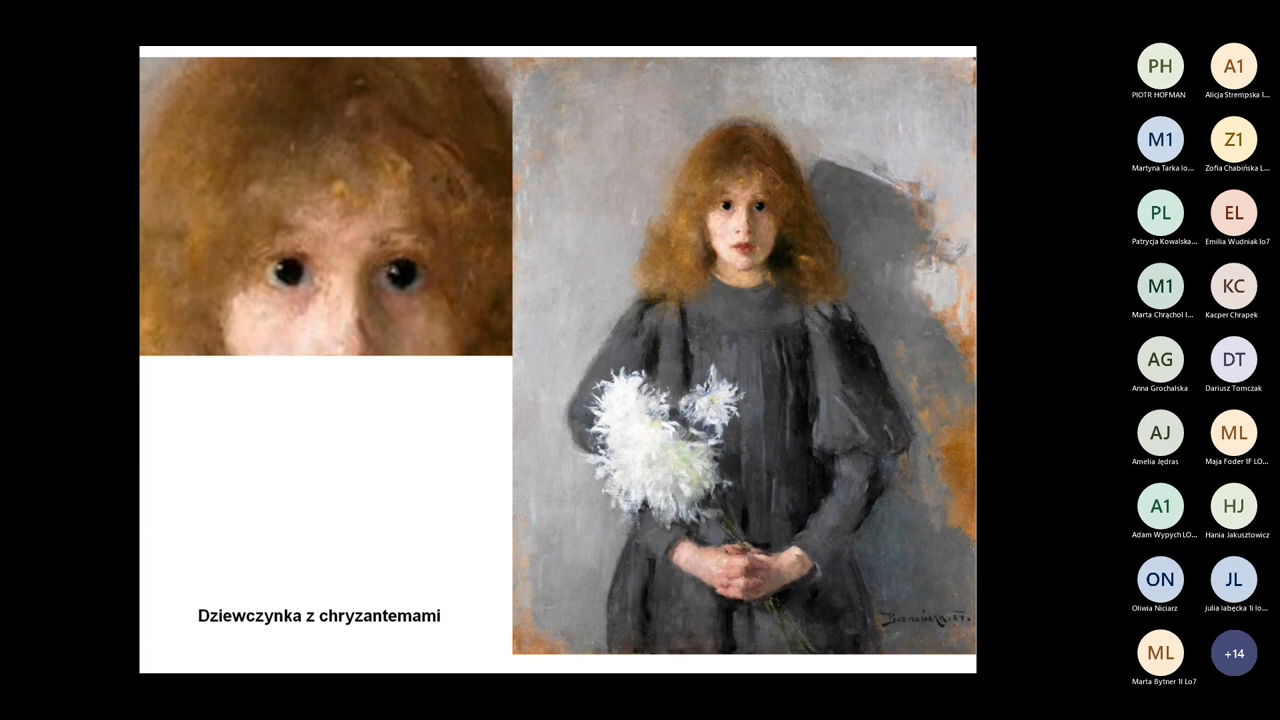 Dziewczynka z chryzantemami
PH
PIOTR HOFMAN
A1
Alicja Strempska I...
M1
Martyna Tarka lo...
Z1
Zofia Chabińska L...
PL
Patrycja Kowalska...
EL
Emilia Wudniak lo7
M1
Marta Chrąchol I...
KC
Kacper Chrapek
AG
Anna Grochalska
DT
Dariusz Tomczak
AJ
Amelia Jędras
ML
Maja Foder 1F LO...
A1
Adam Wypych LO...
HJ
Hania Jakusztowicz
ON
Oliwia Niciarz
JL
julia łabęcka 1i lo...
ML
Marta Bytner 1I Lo7
+14